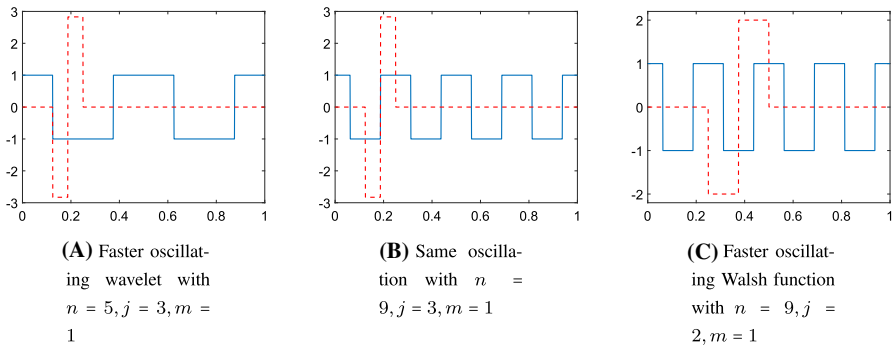 3
2
1
0
-1
-2
-3
0 0.2 0.4 0.6 0.8 1
3
2
1
0
-1
-2
-3
0 0.2 0.4 0.6 0.8 1
2
1
0
-1
-2
0 0.2 0.4 0.6 0.8 1
(A) Faster oscillat-
ing wavelet with
n = 5, j = 3, m =
1
(B) Same oscilla-
tion with n =
9, j = 3, m = 1
(C) Faster oscillat-
ing Walsh function
with n = 9, j =
2, m = 1